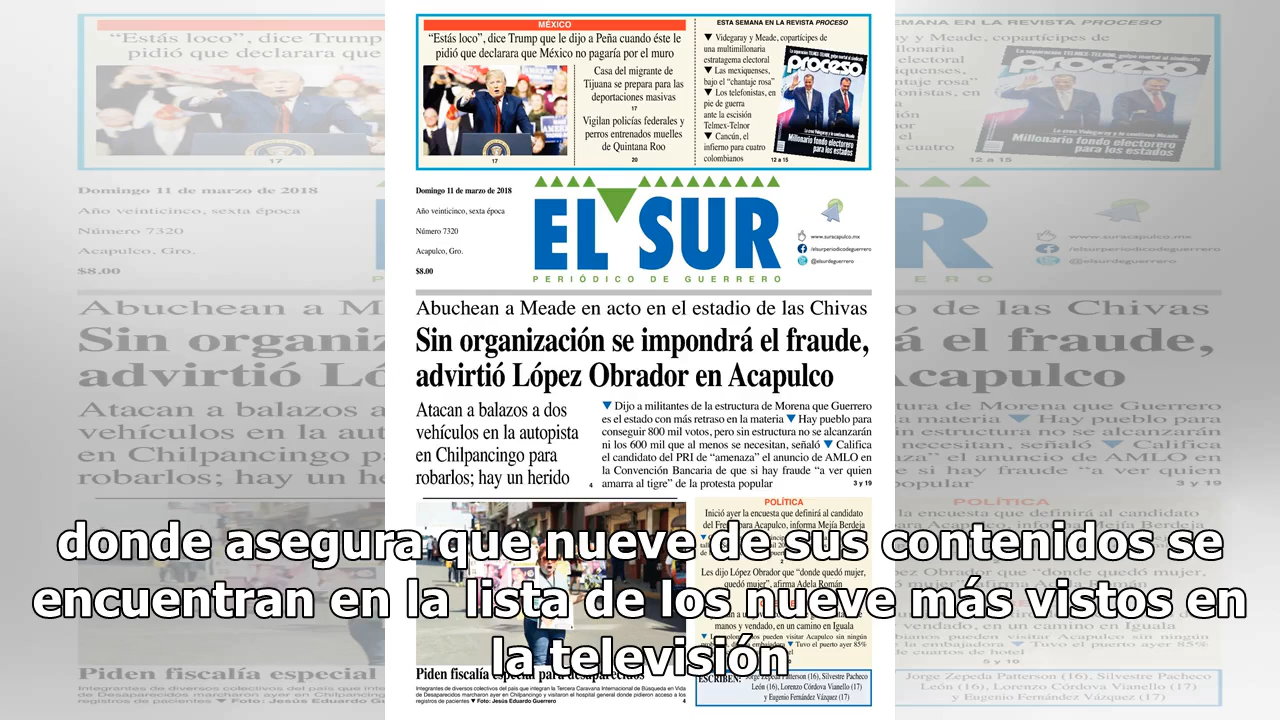 MÉXICO
“Estás loco”, dice Trump que le dijo a Peña cuando éste le
pidió que declarara que México no pagaría por el muro
17
Casa del migrante de
Tijuana se prepara para las
deportaciones masivas
17
Vigilan policías federales y
perros entrenados muelles
de Quintana Roo
20
ESTA SEMANA EN LA REVISTA PROCESO
▼ Videgaray y Meade, copartícipes de
una multimillonaria
estratagema electoral
▼ Las mexiquenses,
bajo el “chantaje rosa”
▼ Los telefonistas, en
pie de guerra
ante la escisión
Telmex-Telnor
▼ Cancún, el
infierno para cuatro
colombianos
12 a 15
proceso
Millonario fondo electorero
para los estados
Domingo 11 de marzo de 2018
Año veinticinco, sexta época
Número 7320
Acapulco, Gro.
$8.00
EL SUR
PERIÓDICO DE GUERRERO
www.suracapulco.mx
/elsurperiodicodeguerrero
@elsurdeguerrero
Abuchean a Meade en acto en el estadio de las Chivas
Sin organización se impondrá el fraude,
advirtió López Obrador en Acapulco
Atacan a balazos a dos
vehículos en la autopista
en Chilpancingo para
robarlos; hay un herido
4
▼ Dijo a militantes de la estructura de Morena que Guerrero
es el estado con más retraso en la materia ▼ Hay pueblo para
conseguir 800 mil votos, pero sin estructura no se alcanzarán
ni los 600 mil que al menos se necesitan, señaló ▼ Califica
el candidato del PRI de “amenaza” el anuncio de AMLO en
la Convención Bancaria de que si hay fraude “a ver quien
amarra al tigre” de la protesta popular
3 y 19
POLÍTICA
Inició ayer la encuesta que definirá al candidato
del Frente para Acapulco, informa Mejía Berdeja
Les dijo López Obrador que “donde quedó mujer,
quedó mujer”, afirma Adela Román
manos y vendado, en un camino en Iguala
pueden visitar Acapulco sin ningún
embajadora ▼ Tuvo el puerto ayer 85%
donde asegura que nueve de sus contenidos se
encuentran en la lista de los nueve más vistos en
la televisión
Piden fiscalía especial para desaparecidos
Integrantes de diversos colectivos del país que integran la Tercera Caravana Internacional de Búsqueda en Vida
de Desaparecidos marcharon ayer en Chilpancingo y visitaron el hospital general donde pidieron acceso a los
registros de pacientes ▼ Foto: Jesús Eduardo Guerrero
4
ESCRIBEN: Jorge Zepeda Patterson (16), Silvestre Pacheco
León (16), Lorenzo Córdova Vianello (17)
y Eugenio Fernández Vázquez (17)